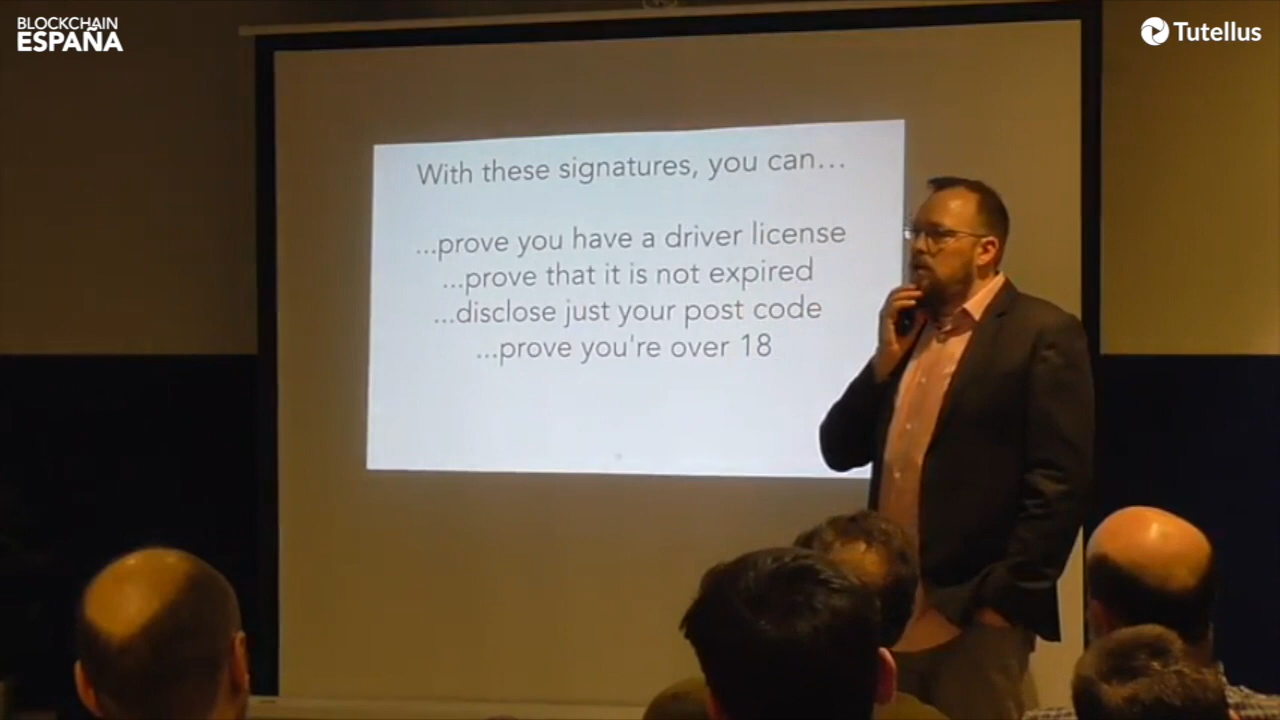 BLOCKCHAIN
ESPAÑA
Tutellus
With these signatures, you can...
...prove you have a driver license
...prove that it is not expired
...disclose just your post code
...prove you're over 18